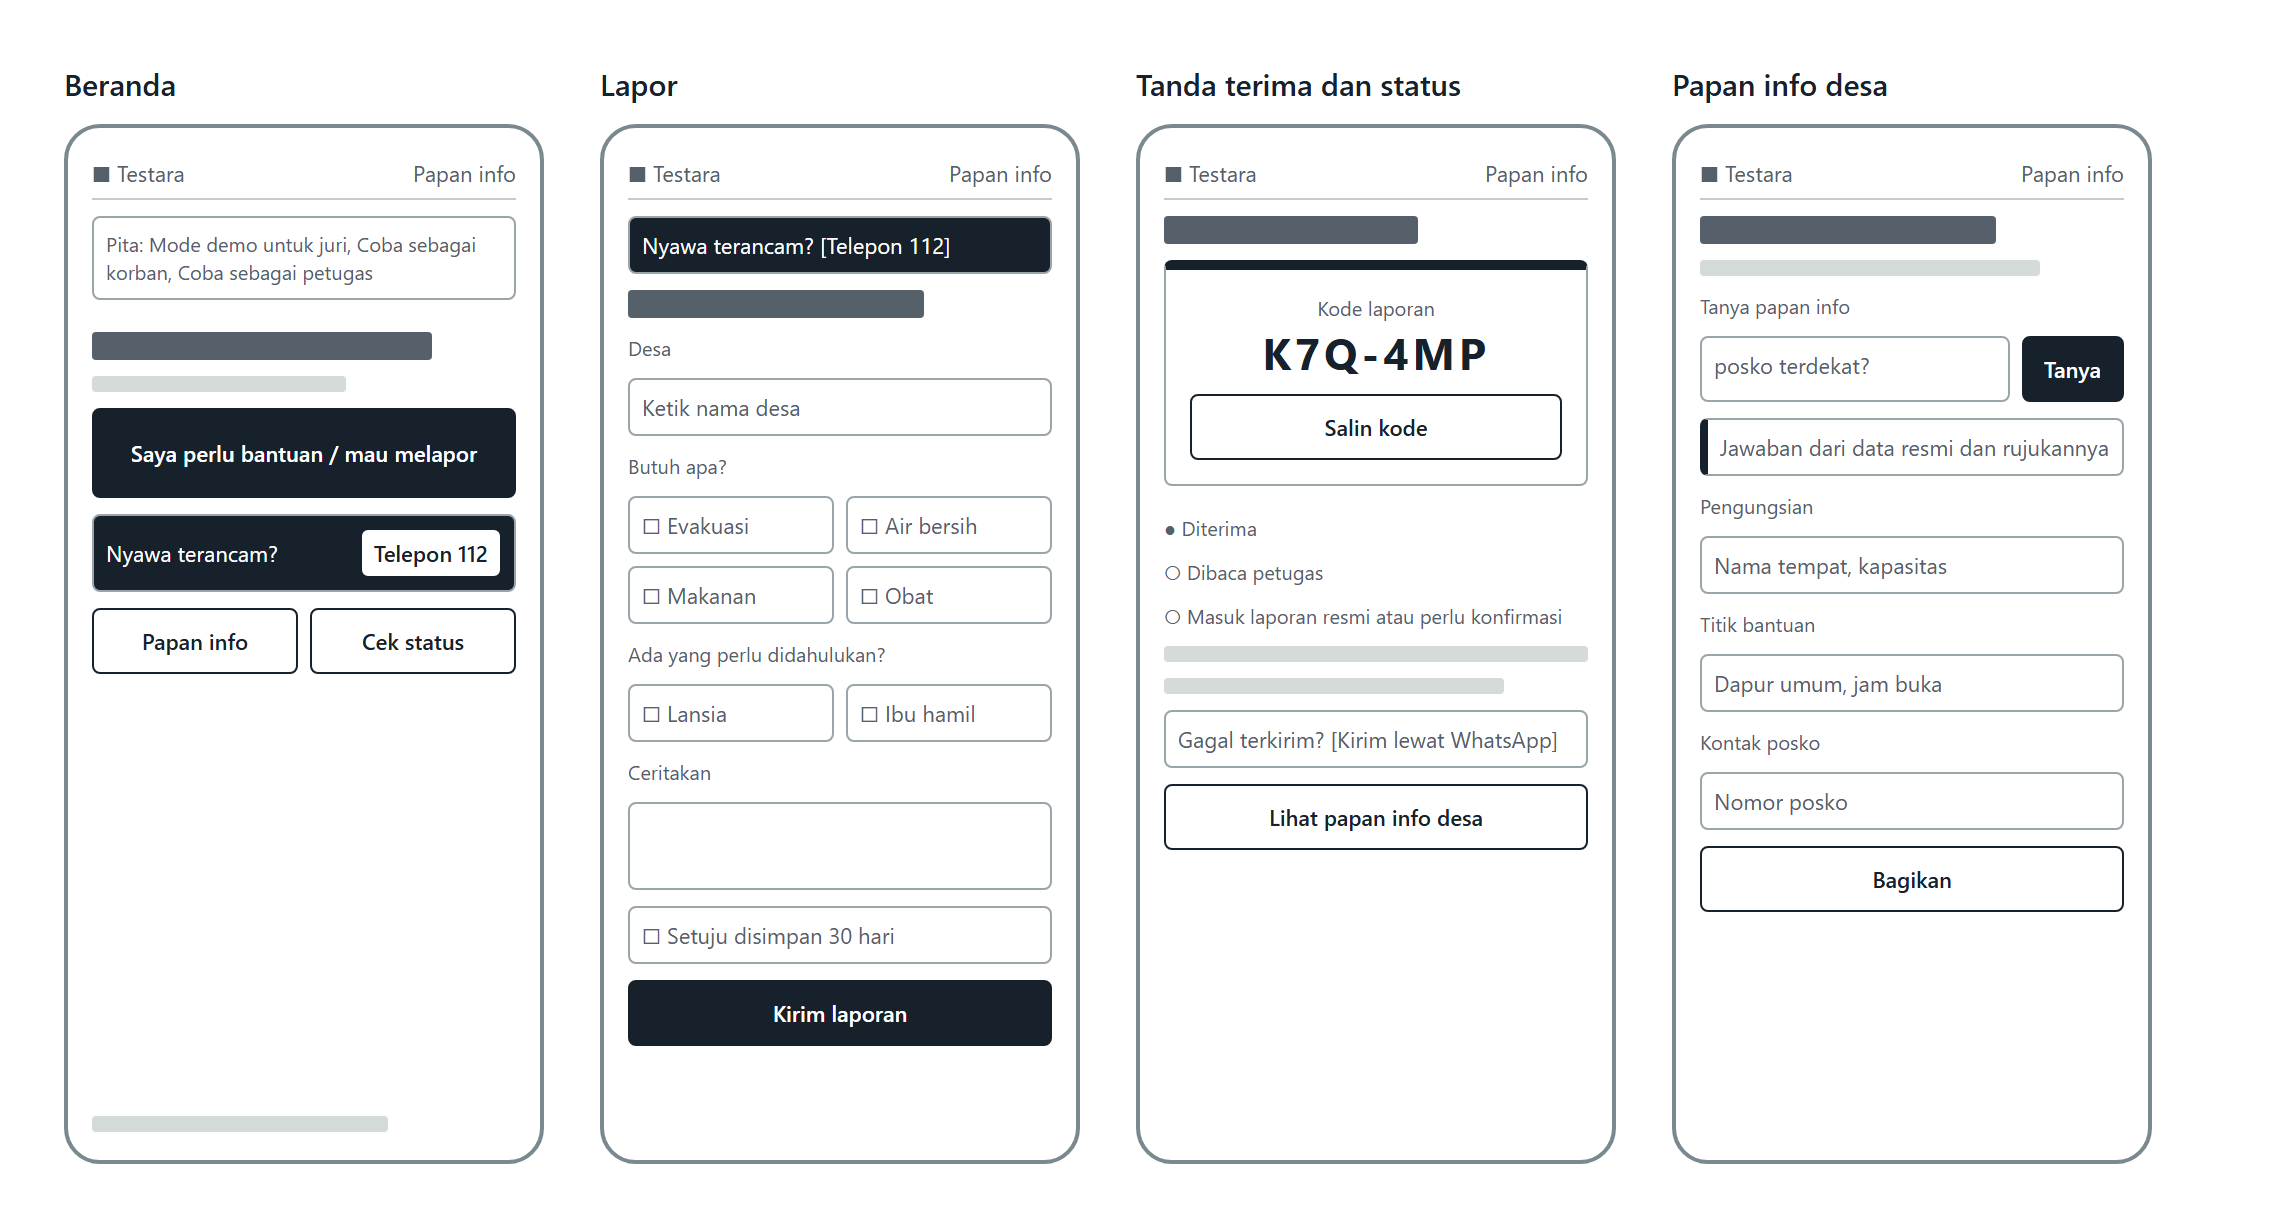 Beranda
Testara
Papan info
Pita: Mode demo untuk juri, Coba sebagai
korban, Coba sebagai petugas
Saya perlu bantuan / mau melapor
Nyawa terancam?
Telepon 112
Papan info
Cek status
Lapor
Testara
Papan info
Nyawa terancam? [Telepon 112]
Desa
Ketik nama desa
Butuh apa?
Evakuasi
Air bersih
Makanan
Obat
Ada yang perlu didahulukan?
Lansia
Ibu hamil
Ceritakan
Setuju disimpan 30 hari
Kirim laporan
Tanda terima dan status
Testara
Papan info
Kode laporan
K7Q-4MP
Salin kode
Diterima
Dibaca petugas
Masuk laporan resmi atau perlu konfirmasi
Gagal terkirim? [Kirim lewat WhatsApp]
Lihat papan info desa
Papan info desa
Testara
Papan info
Tanya papan info
posko terdekat?
Tanya
Jawaban dari data resmi dan rujukannya
Pengungsian
Nama tempat, kapasitas
Titik bantuan
Dapur umum, jam buka
Kontak posko
Nomor posko
Bagikan